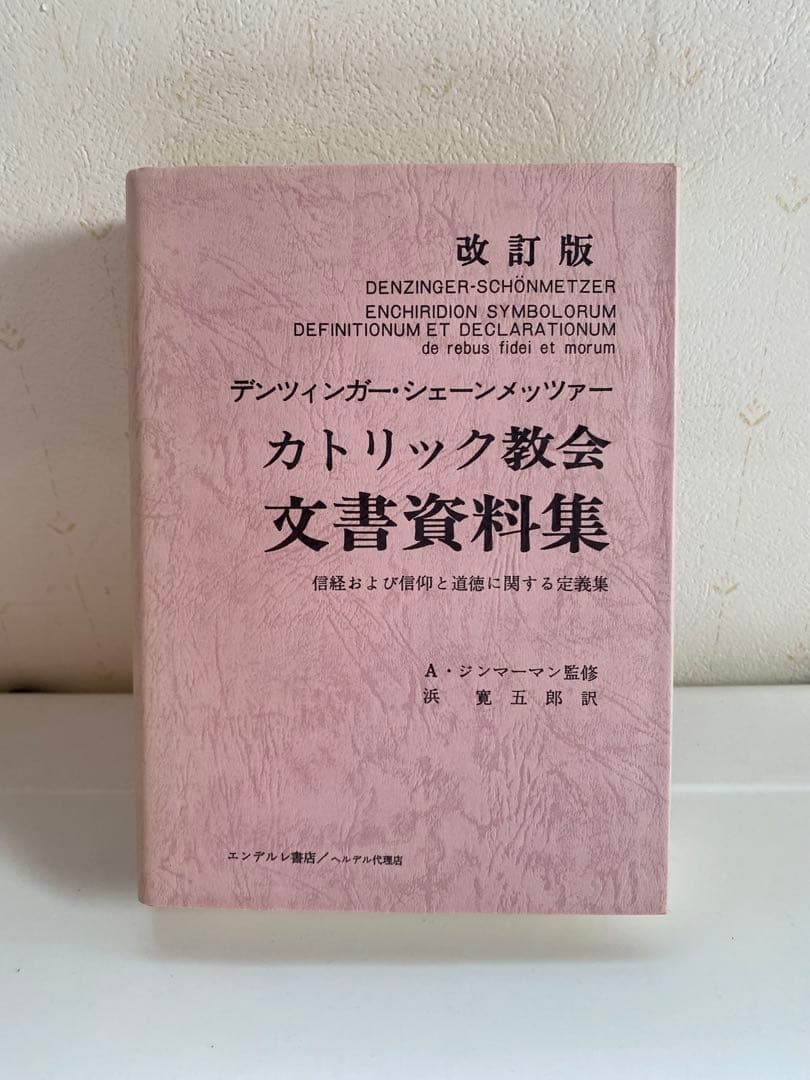 改訂版
DENZINGER-SCHÖNMETZER
ENCHIRIDION SYMBOLORUM
DEFINITIONUM ET DECLARATIONUM
de rebus fidei et morum
デンツィンガー・シェーンメッツァー
カトリック教会
文書資料集
信経および信仰と道徳に関する定義集
A・ジンマーマン監修
浜 寛五郎訳
エンデルレ書店/ヘルデル代理店